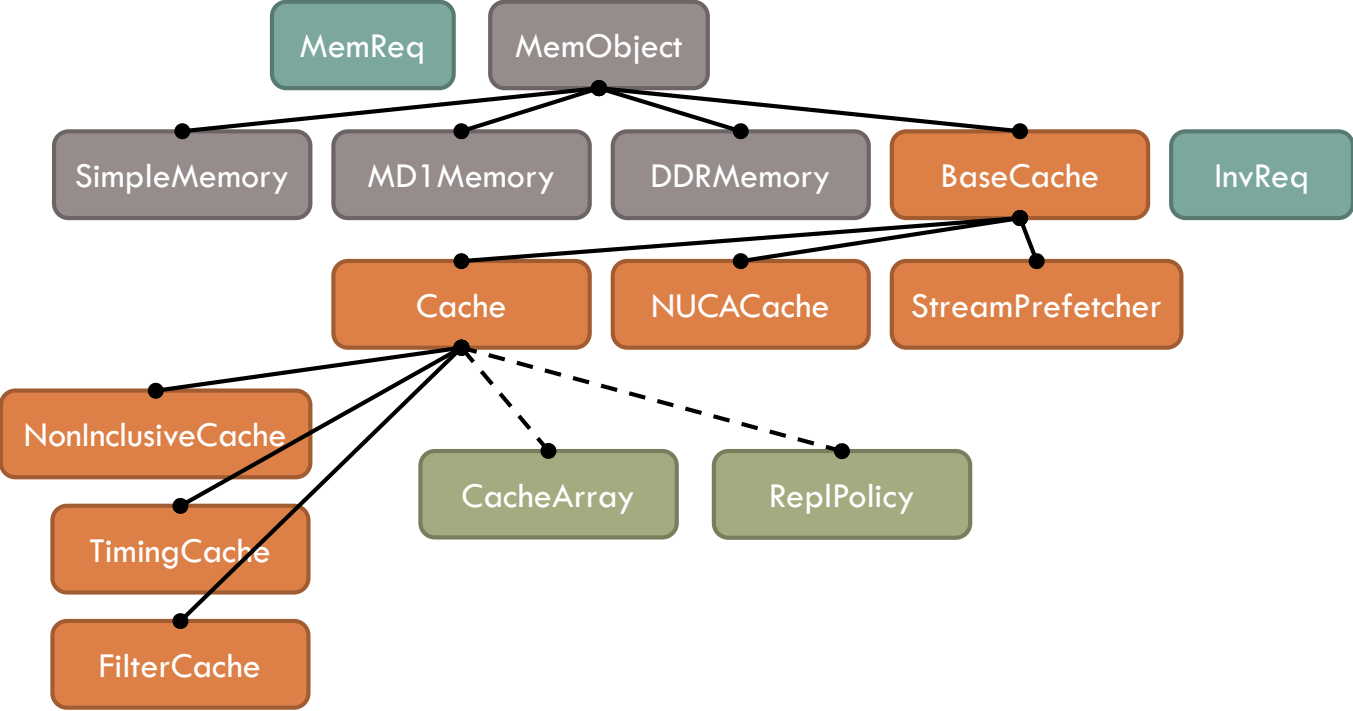 MemReq
MemObject
SimpleMemory
MD1Memory
DDRMemory
BaseCache
InvReq
Cache
NUCACache
StreamPrefetcher
NonInclusiveCache
CacheArray
ReplPolicy
TimingCache
FilterCache